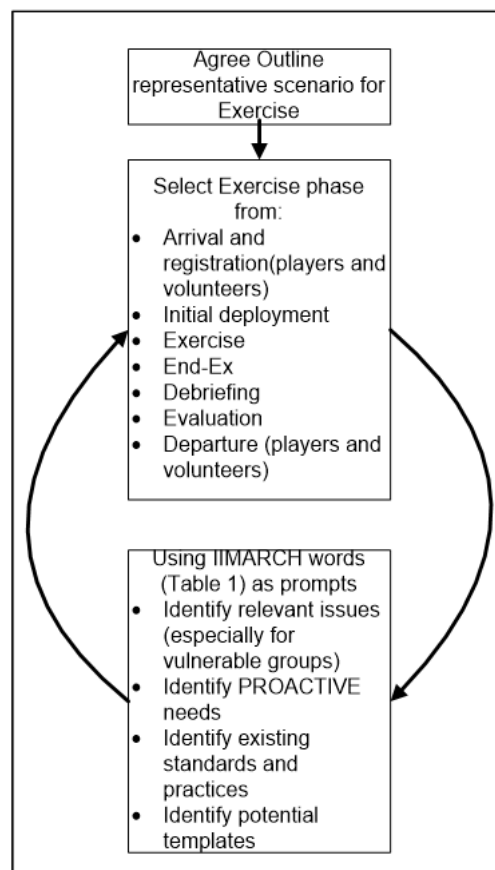 Agree Outline
representative scenario for
Exercise
Select Exercise phase
from:
• Arrival and
registration(players and
volunteers)
• Initial deployment
• Exercise
• End-Ex
• Debriefing
• Evaluation
• Departure (players and
volunteers)
Using IIMARCH words
(Table 1) as prompts
• Identify relevant issues
(especially for
vulnerable groups)
• Identify PROACTIVE
needs
• Identify existing
standards and
practices
• Identify potential
templates